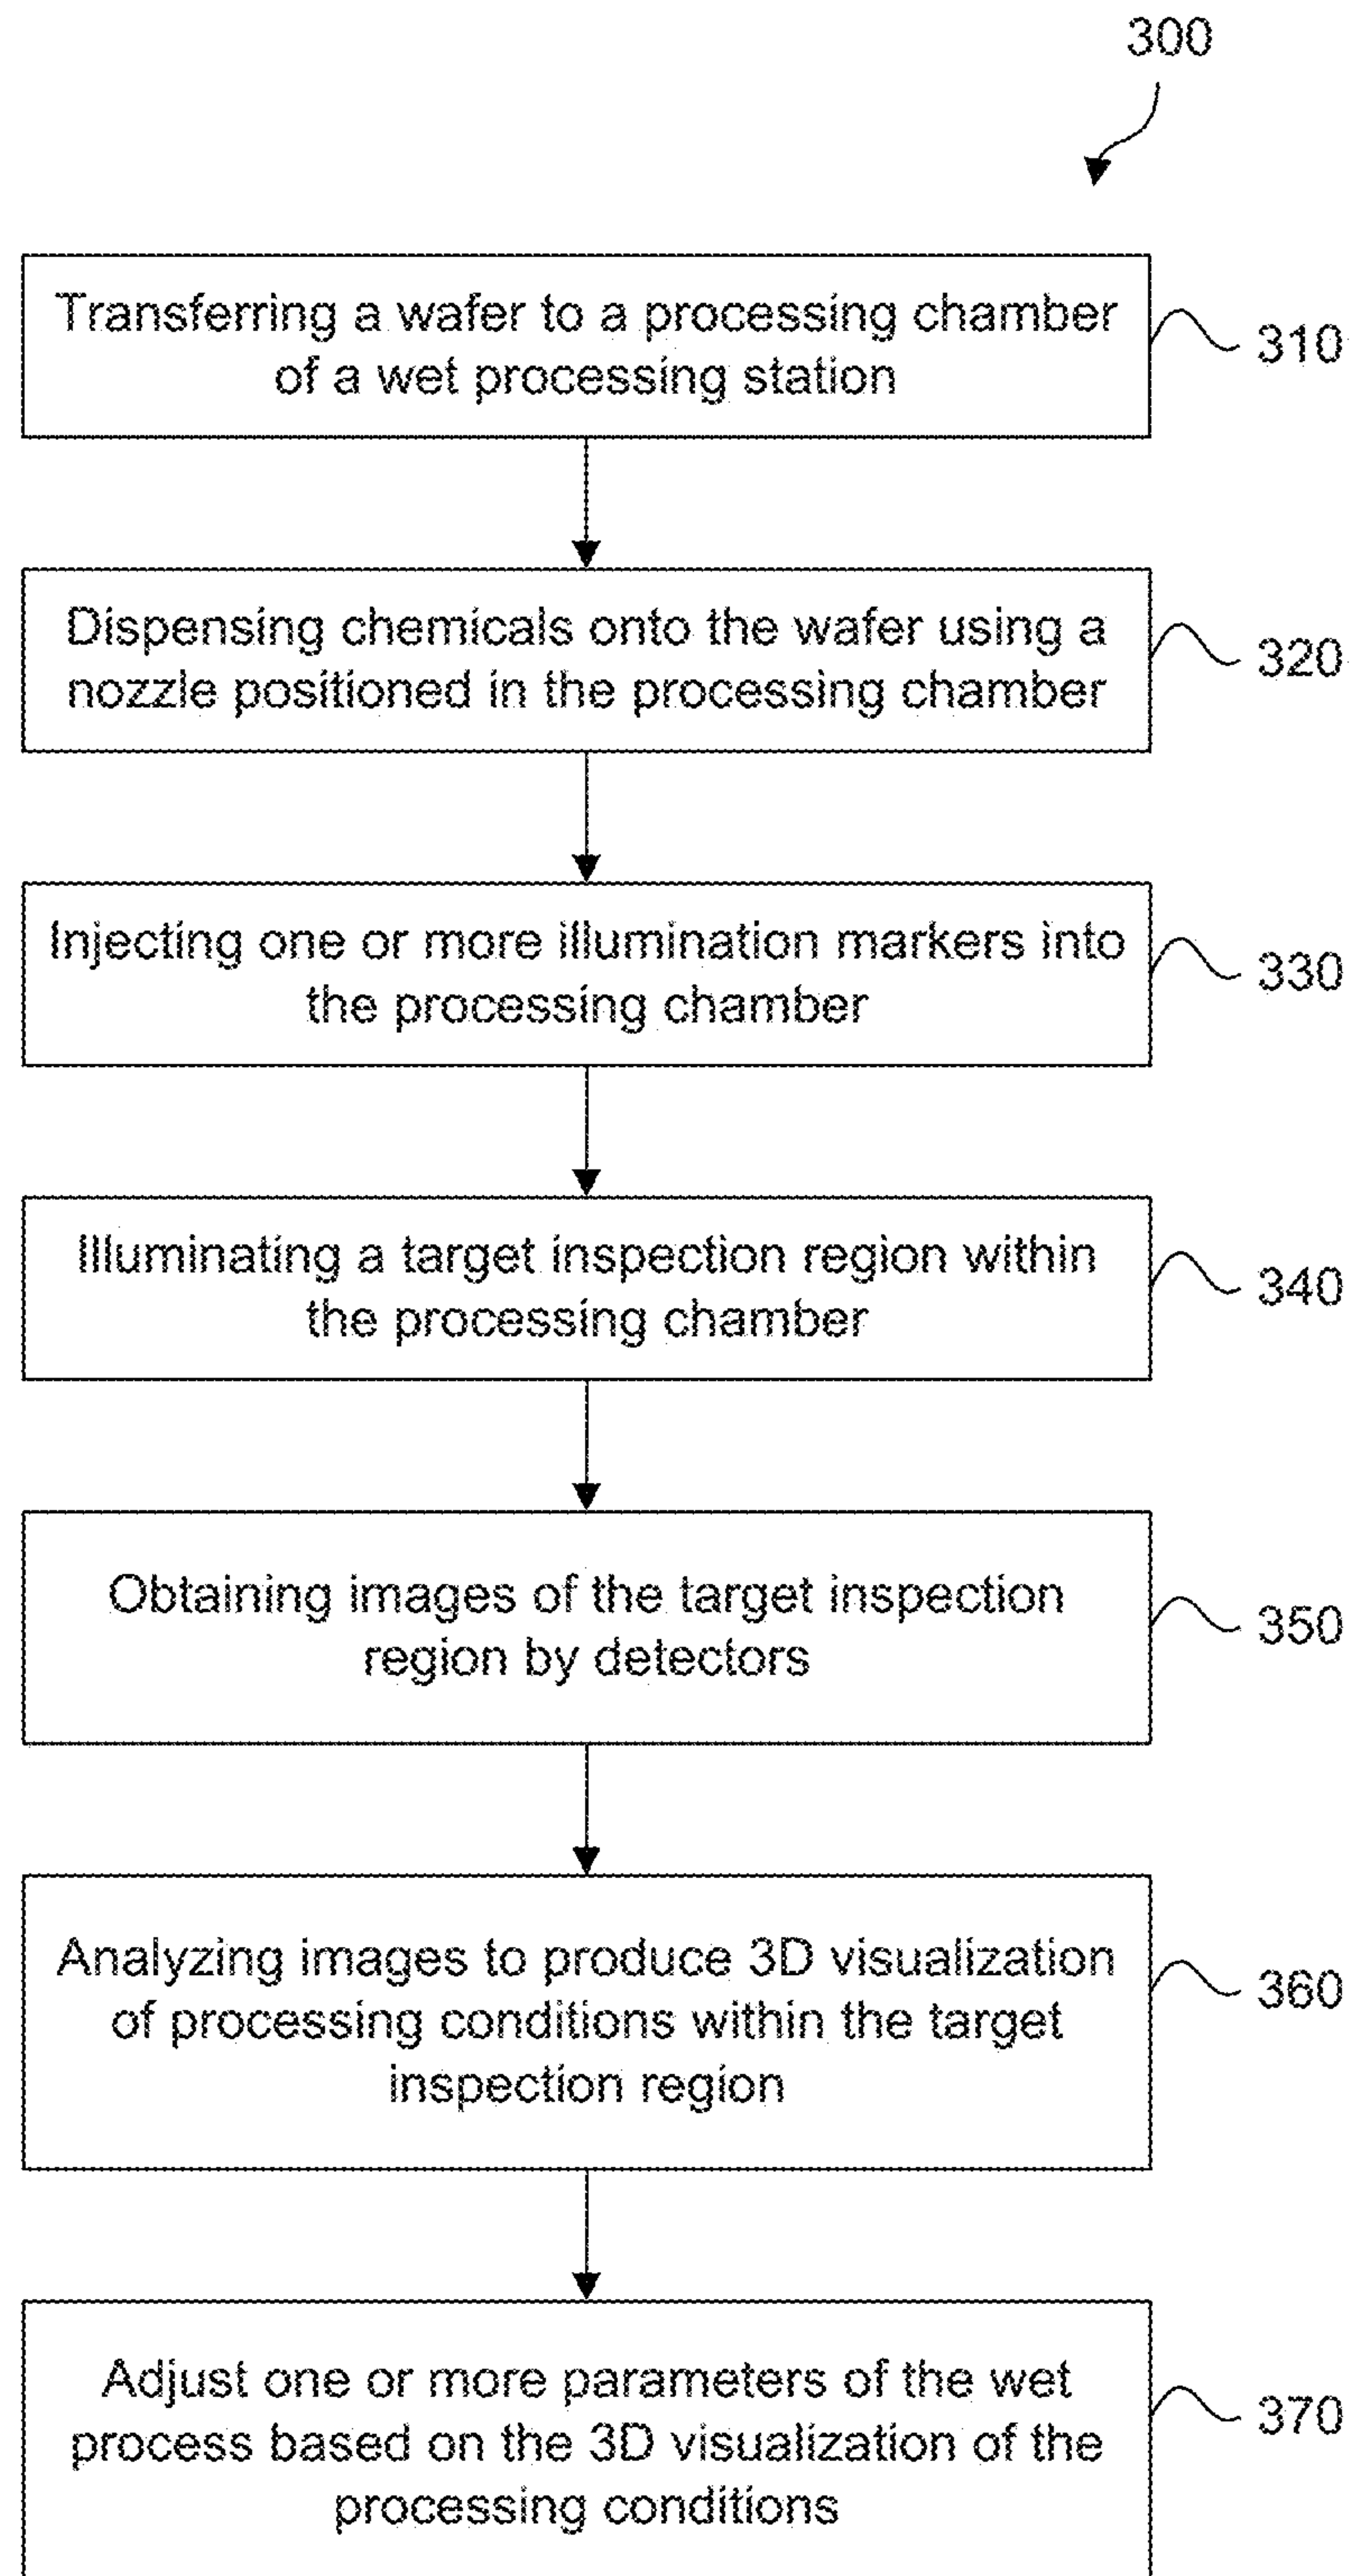 300
Transferring a wafer to a processing chamber
of a wet processing station
310
Dispensing chemicals onto the wafer using a
nozzle positioned in the processing chamber
320
Injecting one or more illumination markers into
the processing chamber
330
Illuminating a target inspection region within
the processing chamber
340
Obtaining images of the target inspection
region by detectors
350
Analyzing images to produce 3D visualization
of processing conditions within the target
inspection region
360
Adjust one or more parameters of the wet
process based on the 3D visualization of the
processing conditions
370